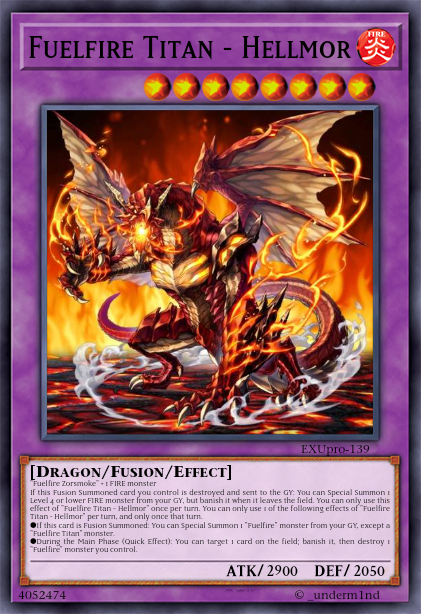 Fuelfire Titan - Hellmor
FIRE
炎
EXUpro-139
[Dragon/Fusion/Effect]
"Fuelfire Zorsmoke" + 1 FIRE monster
If this Fusion Summoned card you control is destroyed and sent to the GY: You can Special Summon 1
Level 4 or lower FIRE monster from your GY, but banish it when it leaves the field. You can only use this
effect of "Fuelfire Titan - Hellmor" once per turn. You can only use 1 of the following effects of "Fuelfire
Titan - Hellmor" per turn, and only once that turn.
●If this card is Fusion Summoned: You can Special Summon 1 "Fuelfire" monster from your GY, except a
"Fuelfire Titan" monster.
●During the Main Phase (Quick Effect): You can target 1 card on the field; banish it, then destroy 1
"Fuelfire" monster you control.
ATK/2900 DEF/2050
4052474
© _underm1nd